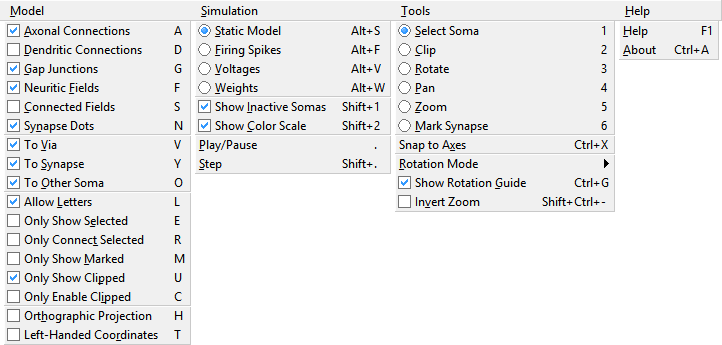 Model
Axonal Connections A
Dendritic Connections D
Gap Junctions G
Neuritic Fields F
Connected Fields S
Synapse Dots N
To Via V
To Synapse Y
To Other Soma O
Allow Letters L
Only Show Selected E
Only Connect Selected R
Only Show Marked M
Only Show Clipped U
Only Enable Clipped C
Orthographic Projection H
Left-Handed Coordinates T
Simulation
Static Model Alt+S
Firing Spikes Alt+F
Voltages Alt+V
Weights Alt+W
Show Inactive Somas Shift+1
Show Color Scale Shift+2
Play/Pause .
Step Shift+.
Tools
Select Soma 1
Clip 2
Rotate 3
Pan 4
Zoom 5
Mark Synapse 6
Snap to Axes Ctrl+X
Rotation Mode
Show Rotation Guide Ctrl+G
Invert Zoom Shift+Ctrl+-
Help
Help F1
About Ctrl+A